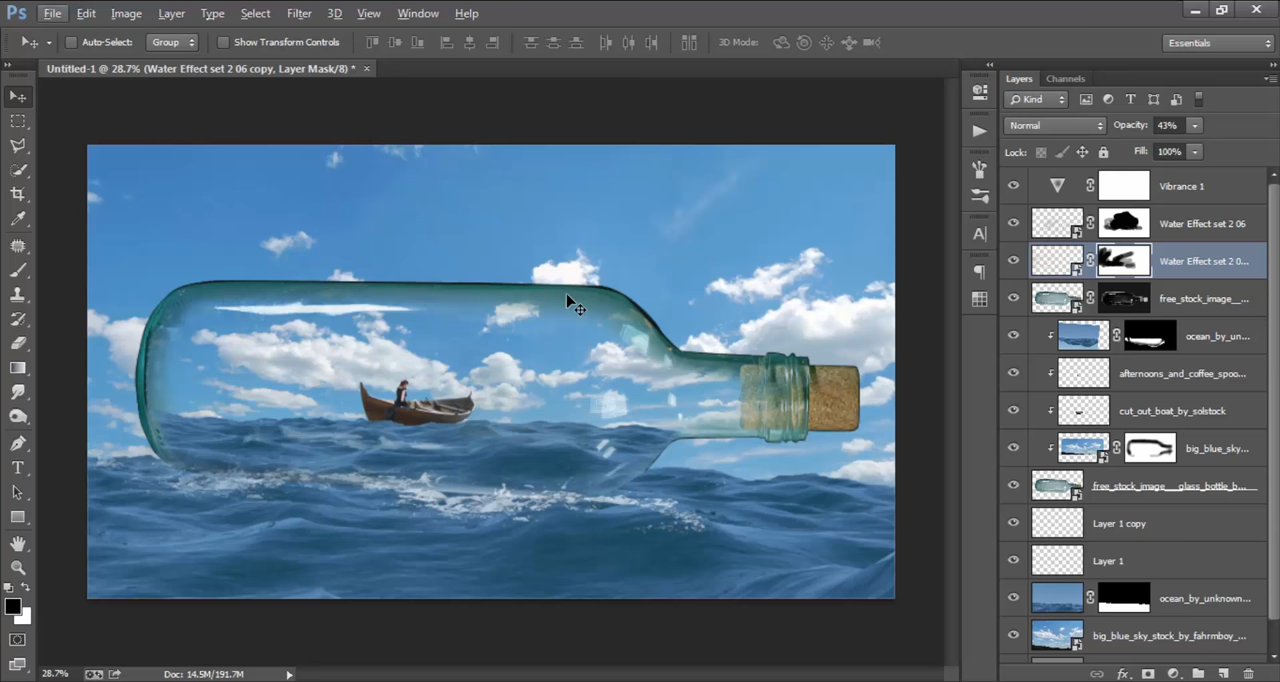 Ps File Edit Image Layer Type Select Filter 3D View Window Help
Auto-Select: Group Show Transform Controls 3D Mode: Essentials
Untitled-1 @ 28.7% (Water Effect set 2 06 copy, Layer Mask/8) * ×
Layers Channels
Kind
Normal Opacity: 43%
Lock: Fill: 100%
Vibrance 1
Water Effect set 2 06
Water Effect set 2 0...
free_stock_image__...
ocean_by_un...
afternoons_and_coffee_spoo...
cut_out_boat_by_solstock
big_blue_sky...
free_stock_image___glass_bottle_b...
Layer 1 copy
Layer 1
ocean_by_unknown...
big_blue_sky_stock_by_fahrmboy_...
28.7% Doc: 14.5M/191.7M